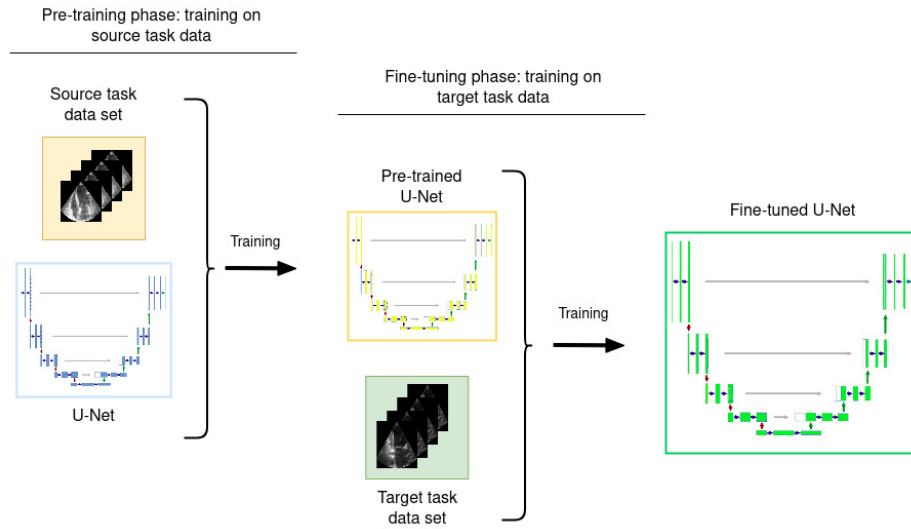 Pre-training phase: training on
source task data
Source task
data set
U-Net
Training
Fine-tuning phase: training on
target task data
Pre-trained
U-Net
Target task
data set
Training
Fine-tuned U-Net